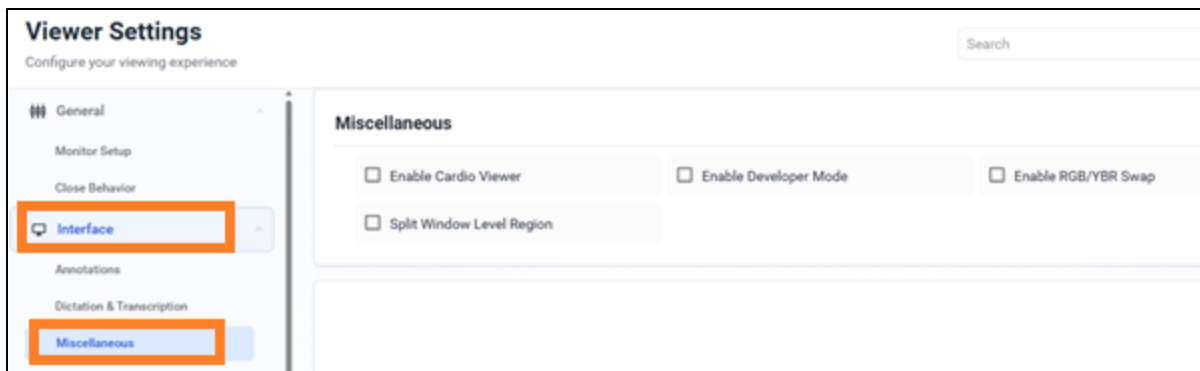 Viewer Settings
Configure your viewing experience
Search
General
Monitor Setup
Close Behavior
Interface
Annotations
Dictation & Transcription
Miscellaneous
Miscellaneous
Enable Cardio Viewer
Enable Developer Mode
Enable RGB/YBR Swap
Split Window Level Region